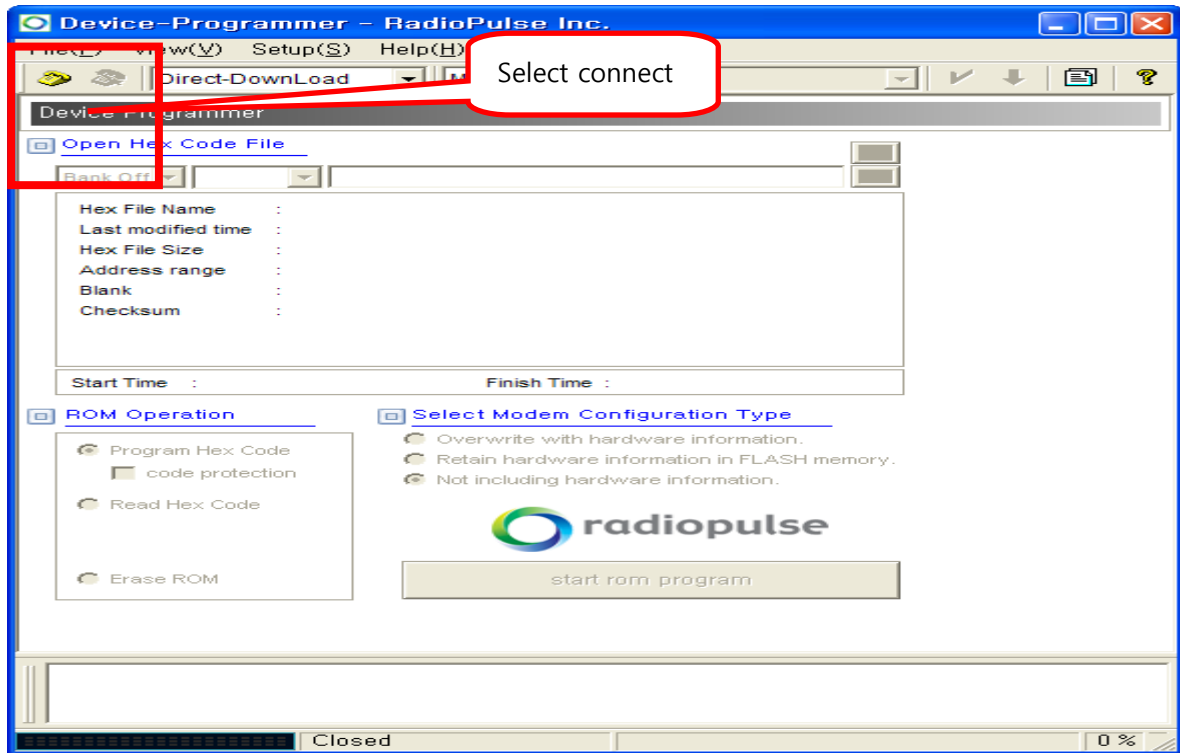 Device-Programmer - RadioPulse Inc.
File(F) View(V) Setup(S) Help(H)
Select connect
Direct-DownLoad
Device Programmer
Open Hex Code File
Bank Off
Hex File Name :
Last modified time :
Hex File Size :
Address range :
Blank :
Checksum :
Start Time : Finish Time :
ROM Operation
Select Modem Configuration Type
Program Hex Code
code protection
Read Hex Code
Erase ROM
Overwrite with hardware information.
Retain hardware information in FLASH memory.
Not including hardware information.
radiopulse
start rom program
Closed 0 %